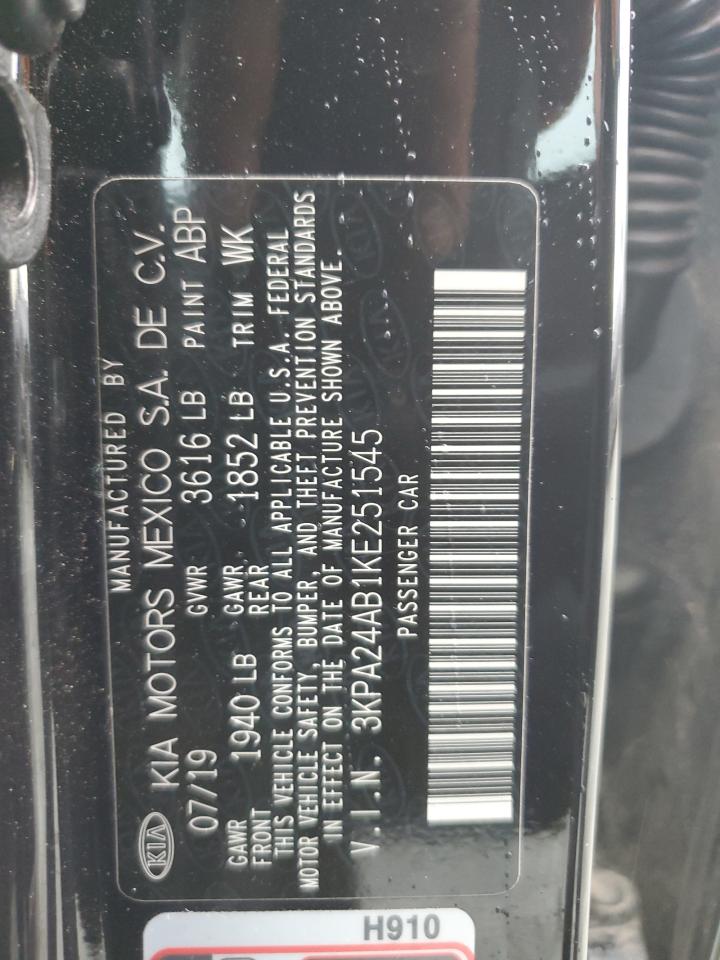 MANUFACTURED BY
KIA KIA MOTORS MEXICO S.A. DE C.V.
07/19 GVWR 3616 LB PAINT ABP
GAWR FRONT 1940 LB GAWR REAR 1852 LB TRIM WK
THIS VEHICLE CONFORMS TO ALL APPLICABLE U.S.A. FEDERAL
MOTOR VEHICLE SAFETY, BUMPER, AND THEFT PREVENTION STANDARDS
IN EFFECT ON THE DATE OF MANUFACTURE SHOWN ABOVE.
V.I.N. 3KPA24AB1KE251545
PASSENGER CAR
H910